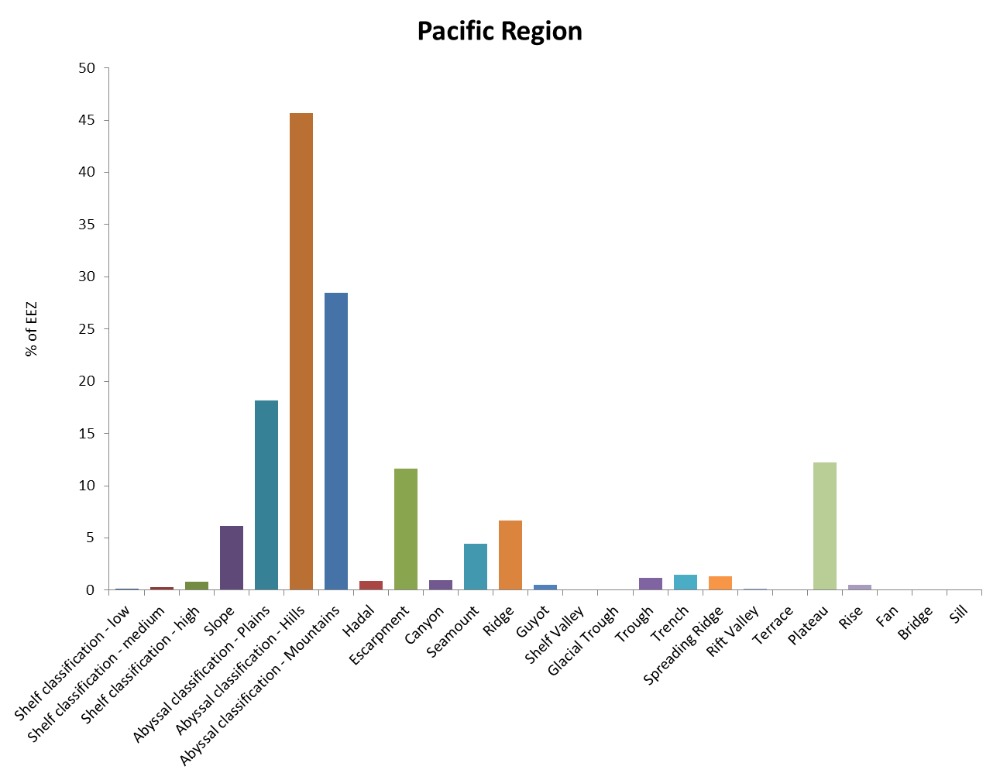 Pacific Region
50
45
40
35
30
25
20
15
10
5
0
% of EEZ
Shelf classification - low
Shelf classification - medium
Shelf classification - high
Slope
Abyssal classification - Plains
Abyssal classification - Hills
Abyssal classification - Mountains
Hadal
Escarpment
Canyon
Seamount
Ridge
Guyot
Shelf Valley
Glacial Trough
Trough
Trench
Spreading Ridge
Rift Valley
Terrace
Plateau
Rise
Fan
Bridge
Sill